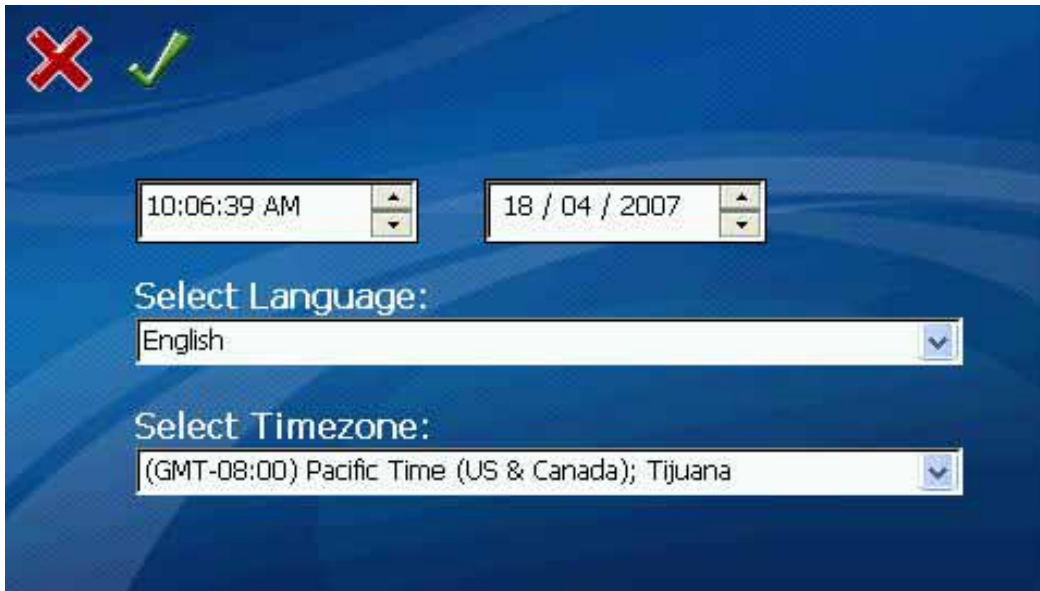 10:06:39 AM
18 / 04 / 2007
Select Language:
English
Select Timezone:
(GMT-08:00) Pacific Time (US & Canada); Tijuana